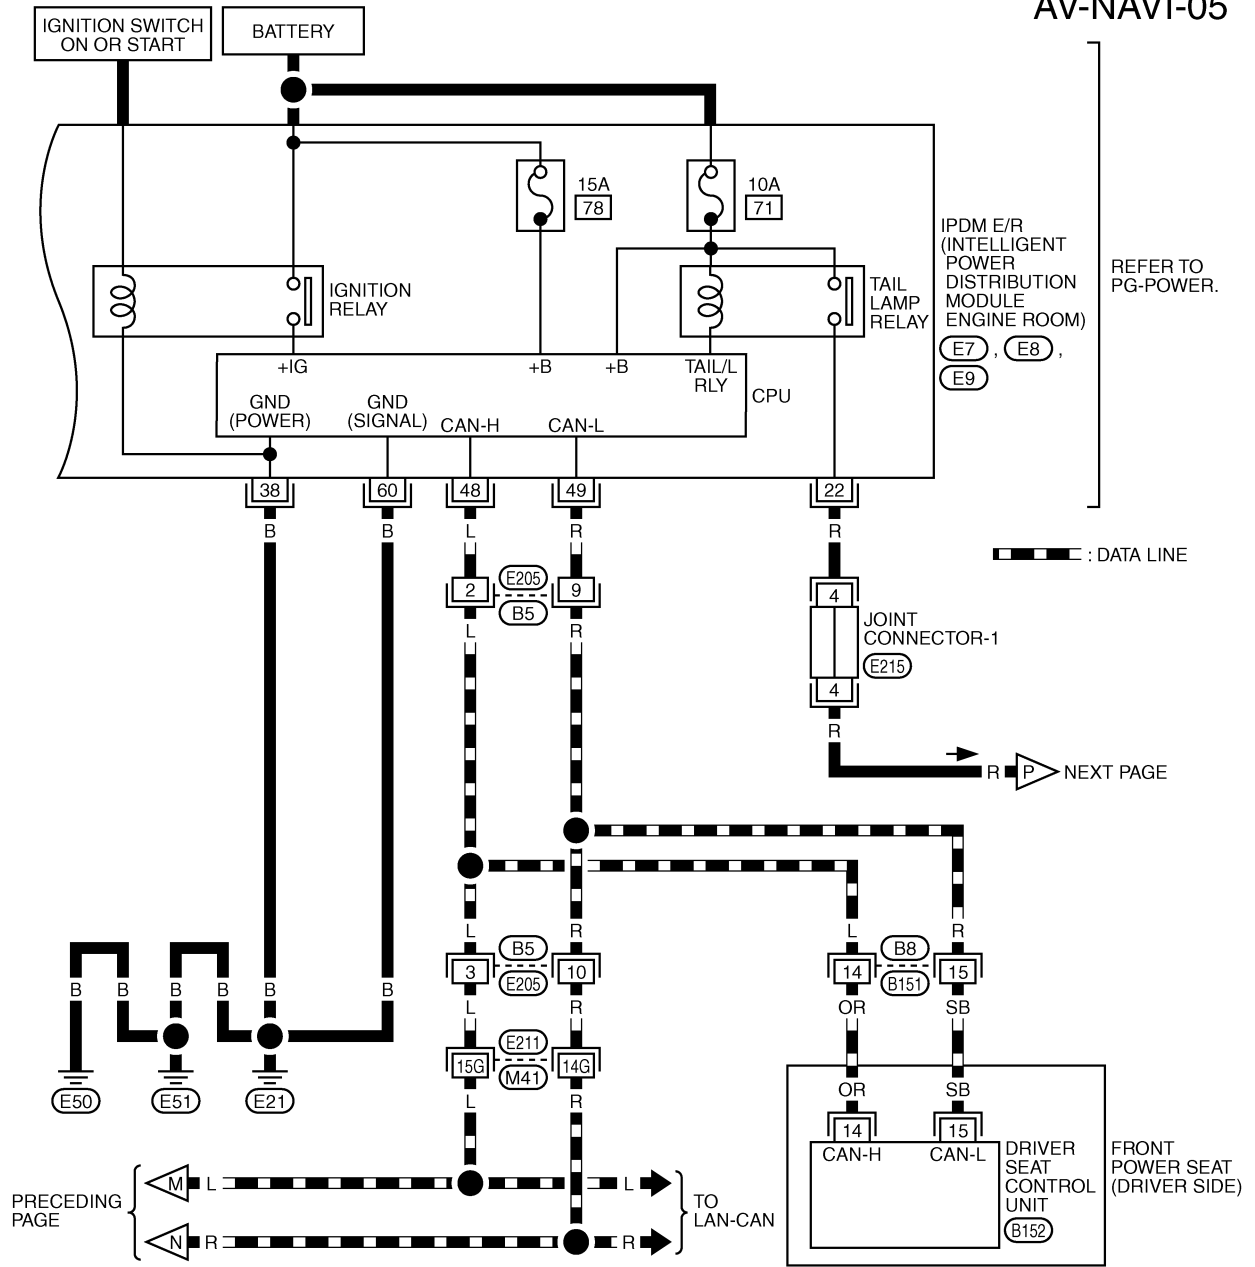 AV-NAVI-05
IGNITION SWITCH
ON OR START
BATTERY
15A
78
10A
71
IPDM E/R
(INTELLIGENT
POWER
DISTRIBUTION
MODULE
ENGINE ROOM)
E7 , E8 ,
E9
REFER TO
PG-POWER.
IGNITION
RELAY
TAIL
LAMP
RELAY
+IG
+B
+B
TAIL/L
RLY
CPU
GND
(POWER)
GND
(SIGNAL)
CAN-H
CAN-L
38
60
48
49
22
B
B
L
R
R
: DATA LINE
2
E205
B5
9
L
R
4
JOINT
CONNECTOR-1
E215
4
R
R
P
NEXT PAGE
L
R
L
R
3
B5
E205
10
14
B8
B151
15
B
B
B
B
B
B
L
R
OR
SB
15G
E211
M41
14G
E50
E51
E21
L
R
OR
SB
14
15
CAN-H
CAN-L
DRIVER
SEAT
CONTROL
UNIT
B152
FRONT
POWER SEAT
(DRIVER SIDE)
PRECEDING
PAGE
M
L
L
N
R
R
TO
LAN-CAN